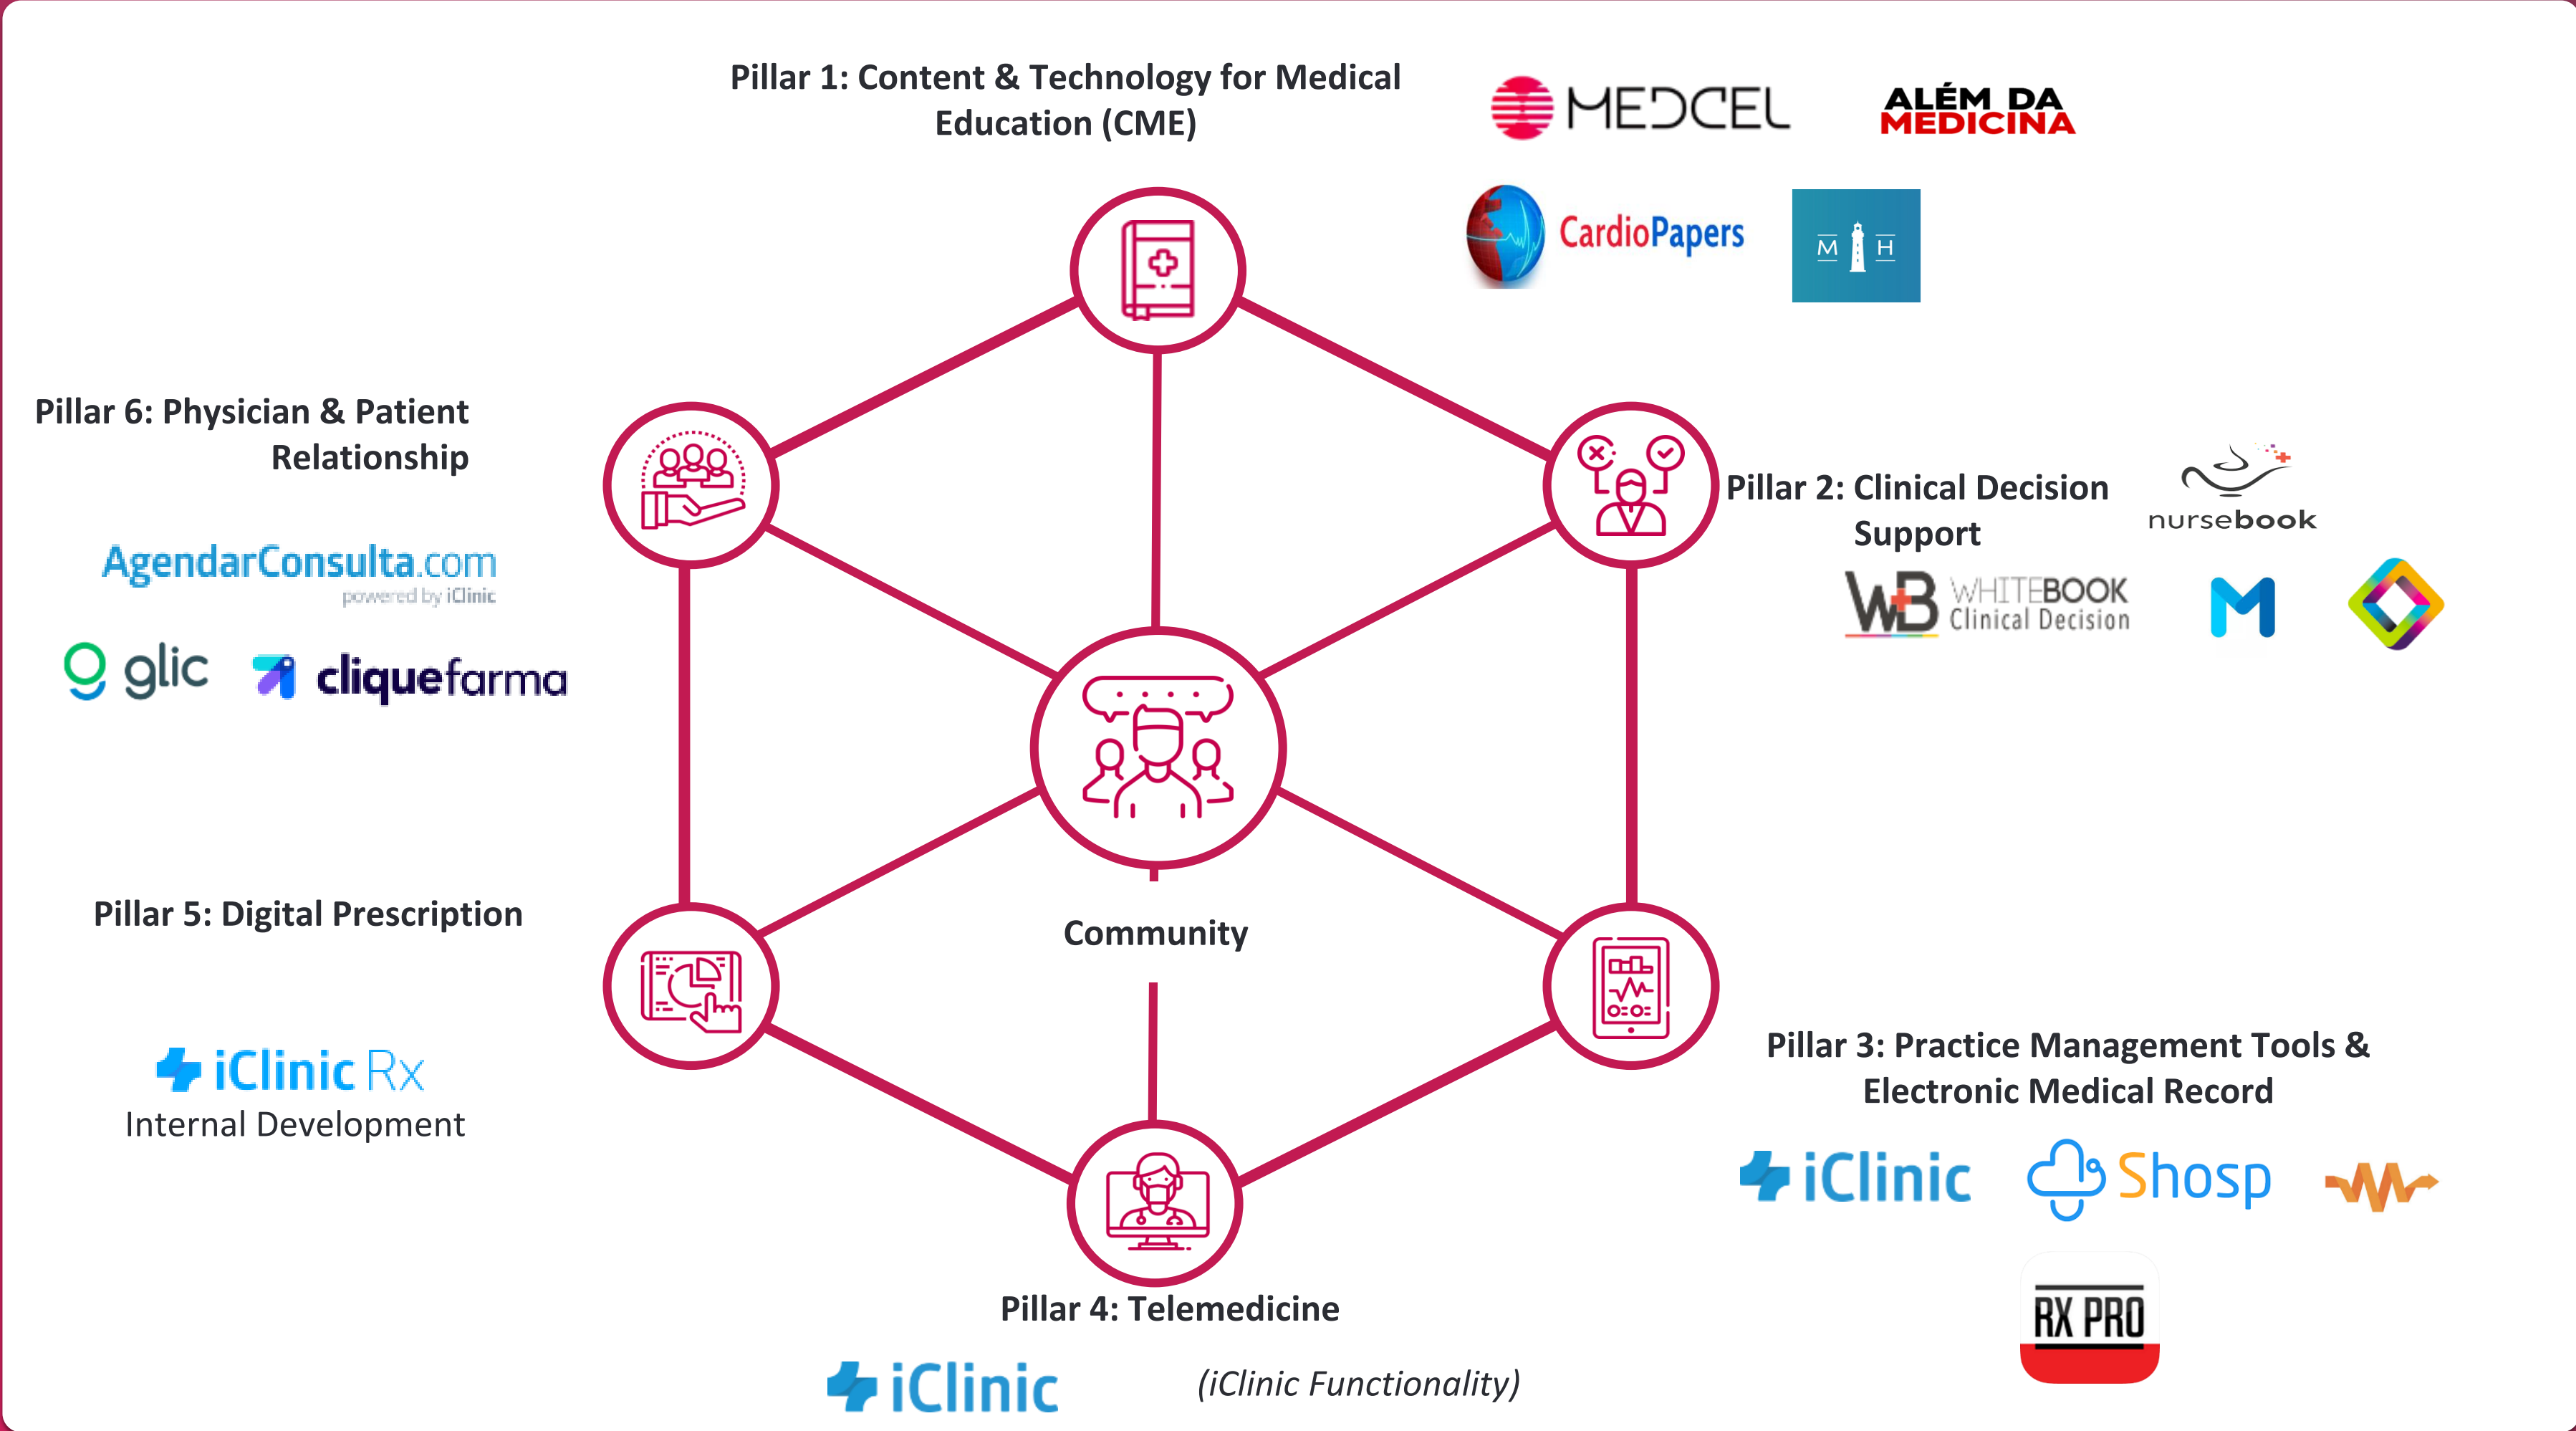 Pillar 1: Content & Technology for Medical
Education (CME)
MEDCEL
ALÉM DA
MEDICINA
CardioPapers
M H
Pillar 6: Physician & Patient
Relationship
AgendarConsulta.com
powered by iClinic
glic
cliquefarma
Pillar 2: Clinical Decision
Support
nursebook
W+B WHITEBOOK
Clinical Decision
M
Community
Pillar 5: Digital Prescription
iClinic Rx
Internal Development
Pillar 3: Practice Management Tools &
Electronic Medical Record
iClinic
Shosp
RX PRO
Pillar 4: Telemedicine
iClinic
(iClinic Functionality)